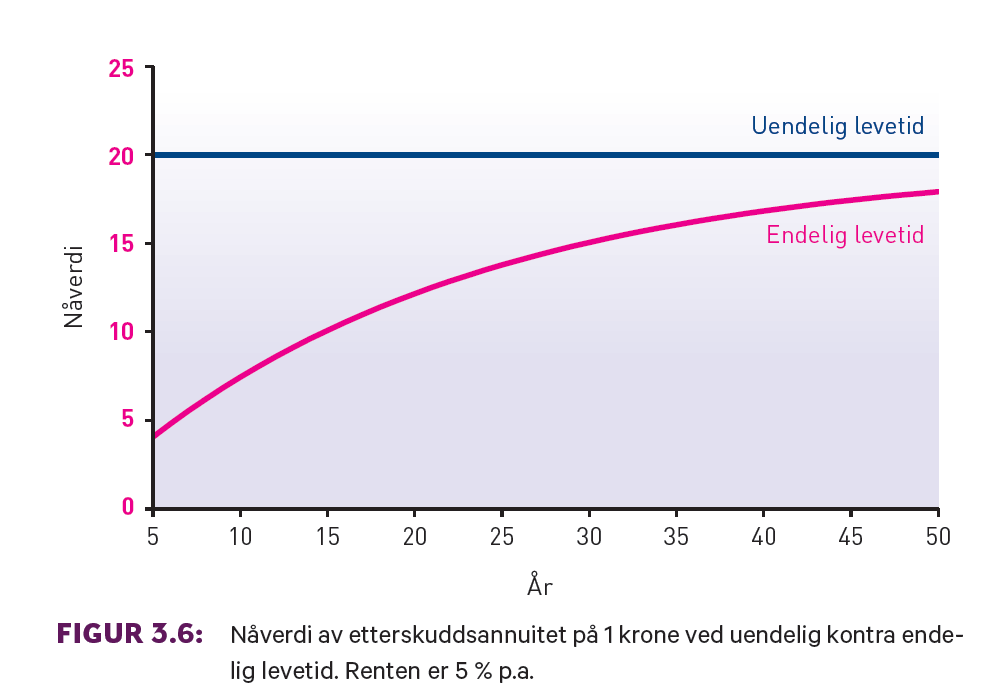 25
Uendelig levetid
20
Endelig levetid
15
Nåverdi
10
5
0
5 10 15 20 25 30 35 40 45 50
År
FIGUR 3.6: Nåverdi av etterskuddsannuitet på 1 krone ved uendelig kontra ende-
lig levetid. Renten er 5 % p.a.